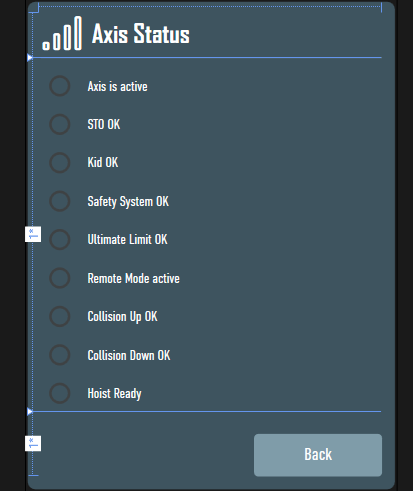 Axis Status
Axis is active
STO OK
Kid OK
Safety System OK
Ultimate Limit OK
Remote Mode active
Collision Up OK
Collision Down OK
Hoist Ready
Back